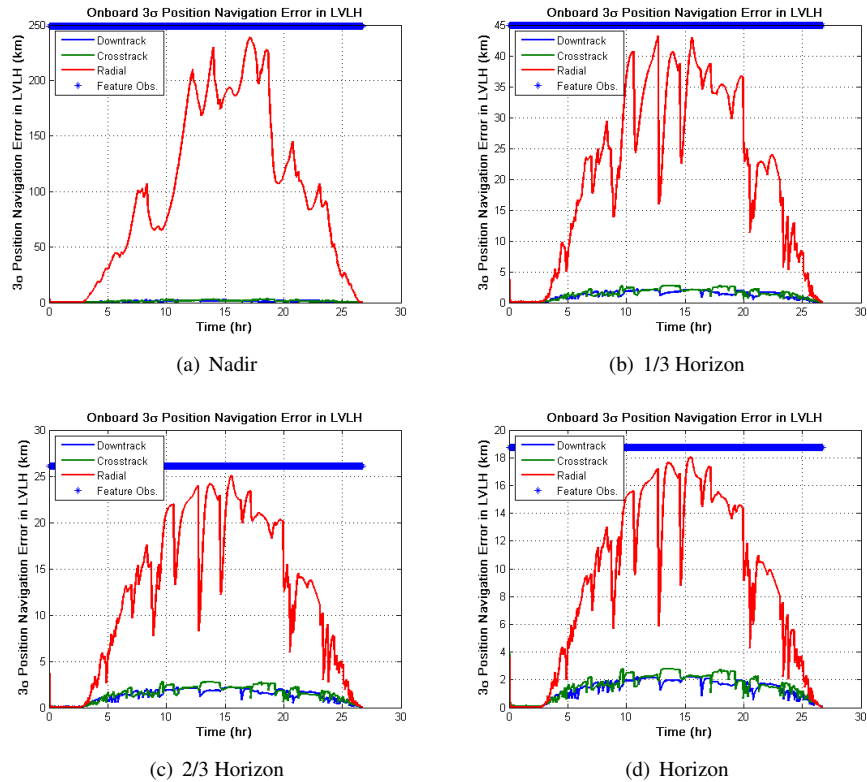 Onboard 3σ Position Navigation Error in LVLH
3σ Position Navigation Error in LVLH (km)
250
200
150
100
50
0
Downtrack
Crosstrack
Radial
Feature Obs.
0 5 10 15 20 25 30
Time (hr)
(a) Nadir
Onboard 3σ Position Navigation Error in LVLH
3σ Position Navigation Error in LVLH (km)
45
40
35
30
25
20
15
10
5
0
Downtrack
Crosstrack
Radial
Feature Obs.
0 5 10 15 20 25 30
Time (hr)
(b) 1/3 Horizon
Onboard 3σ Position Navigation Error in LVLH
3σ Position Navigation Error in LVLH (km)
30
25
20
15
10
5
0
Downtrack
Crosstrack
Radial
Feature Obs.
0 5 10 15 20 25 30
Time (hr)
(c) 2/3 Horizon
Onboard 3σ Position Navigation Error in LVLH
3σ Position Navigation Error in LVLH (km)
20
18
16
14
12
10
8
6
4
2
0
Downtrack
Crosstrack
Radial
Feature Obs.
0 5 10 15 20 25 30
Time (hr)
(d) Horizon